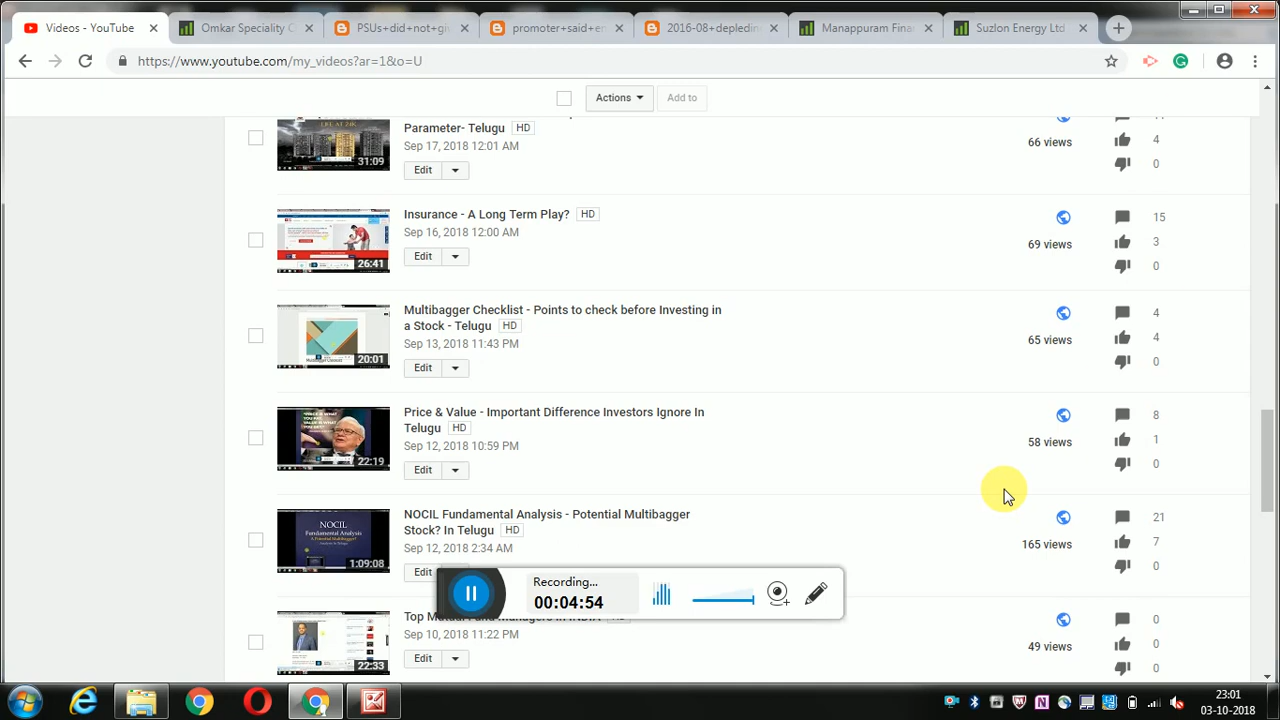 Videos - YouTube
Omkar Speciality C
PSUs+did+not+gi
promoter+said+en
2016-08+depledin
Manappuram Fina
Suzlon Energy Ltd
https://www.youtube.com/my_videos?ar=1&o=U
Actions
Add to
LIFE AT 24K
31:09
Parameter- Telugu HD
Sep 17, 2018 12:01 AM
Edit
66 views
4
0
Insurance - A Long Term Play? HD
Sep 16, 2018 12:00 AM
Edit
26:41
69 views
15
3
0
Multibagger Checklist - Points to check before Investing in
a Stock - Telugu HD
Sep 13, 2018 11:43 PM
Edit
20:01
65 views
4
4
0
Price & Value - Important Difference Investors Ignore In
Telugu HD
Sep 12, 2018 10:59 PM
Edit
22:19
58 views
8
1
0
NOCIL Fundamental Analysis - Potential Multibagger
Stock? In Telugu HD
Sep 12, 2018 2:34 AM
Edit
NOCIL
Fundamental Analysis
1:09:08
165 views
21
7
0
Recording...
00:04:54
Sep 10, 2018 11:22 PM
Edit
22:33
49 views
0
0
0
23:01
03-10-2018